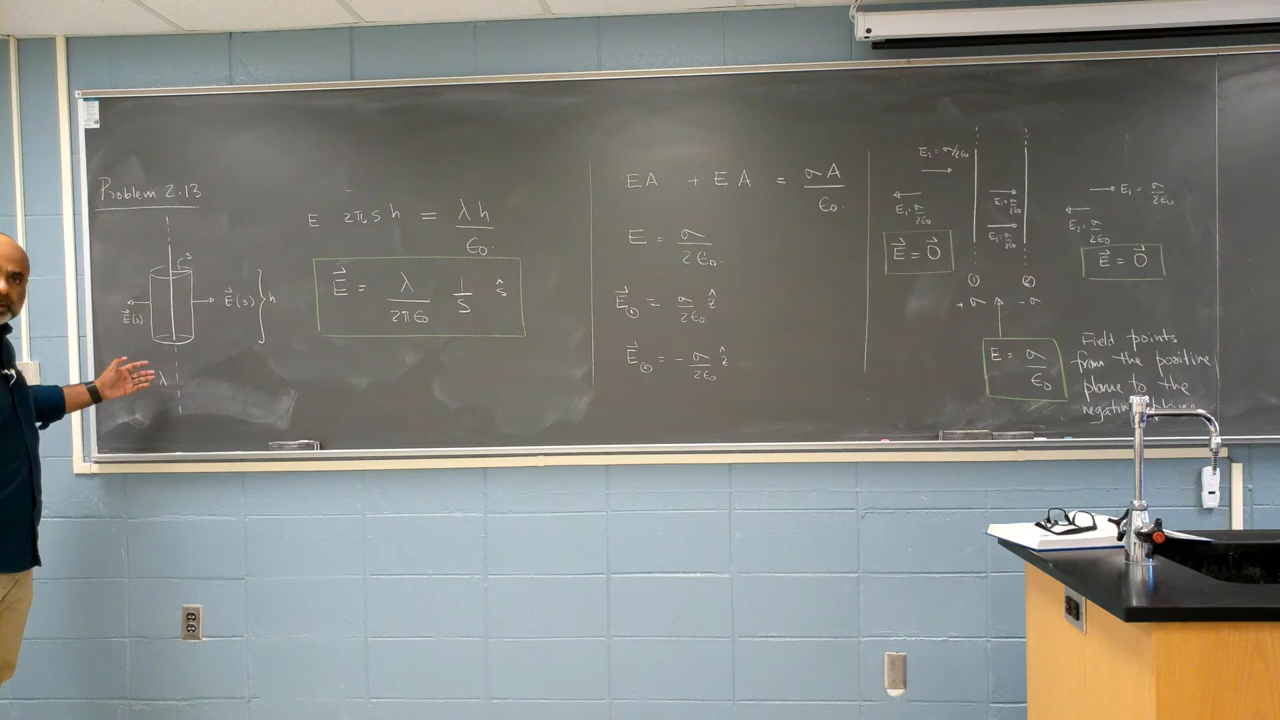 Problem 2.13
s
E⃗(s)
E⃗(s)
h
λ
E 2πsh = λh/ε₀.
E⃗ = λ/2πε₀ 1/s ŝ
EA + EA = σA/ε₀.
E = σ/2ε₀.
E⃗① = σ/2ε₀ ẑ
= - σ/2ε₀ ẑ
E₂ = σ/2ε₀
E₁ = σ/2ε₀
E⃗ = 0⃗
E₁ = σ/2ε₀
E₂ = σ/2ε₀
E₁ = σ/2ε₀
E₂ = σ/2ε₀
E⃗ = 0⃗
① ②
+σ -σ
E = σ/ε₀
Field points
from the positive
plane to the
negative